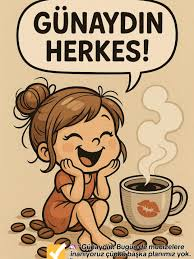 GÜNAYDIN
HERKES!
Günaydın! Bugün de mucizelere
inanıyoruz çünkü başka planımız yok.